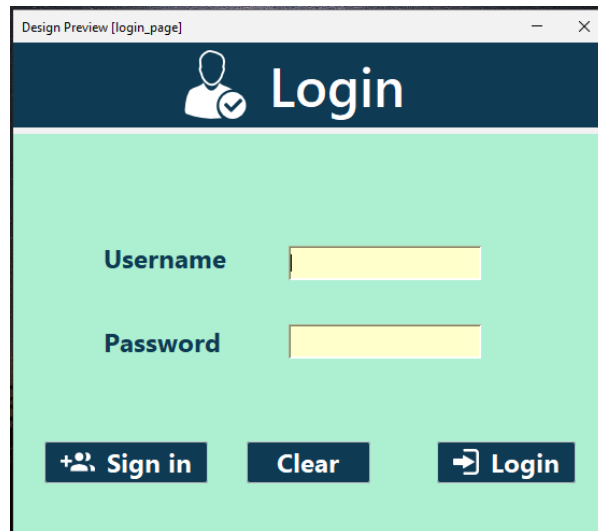 Design Preview [login_page]
Login
Username
Password
Sign in
Clear
Login